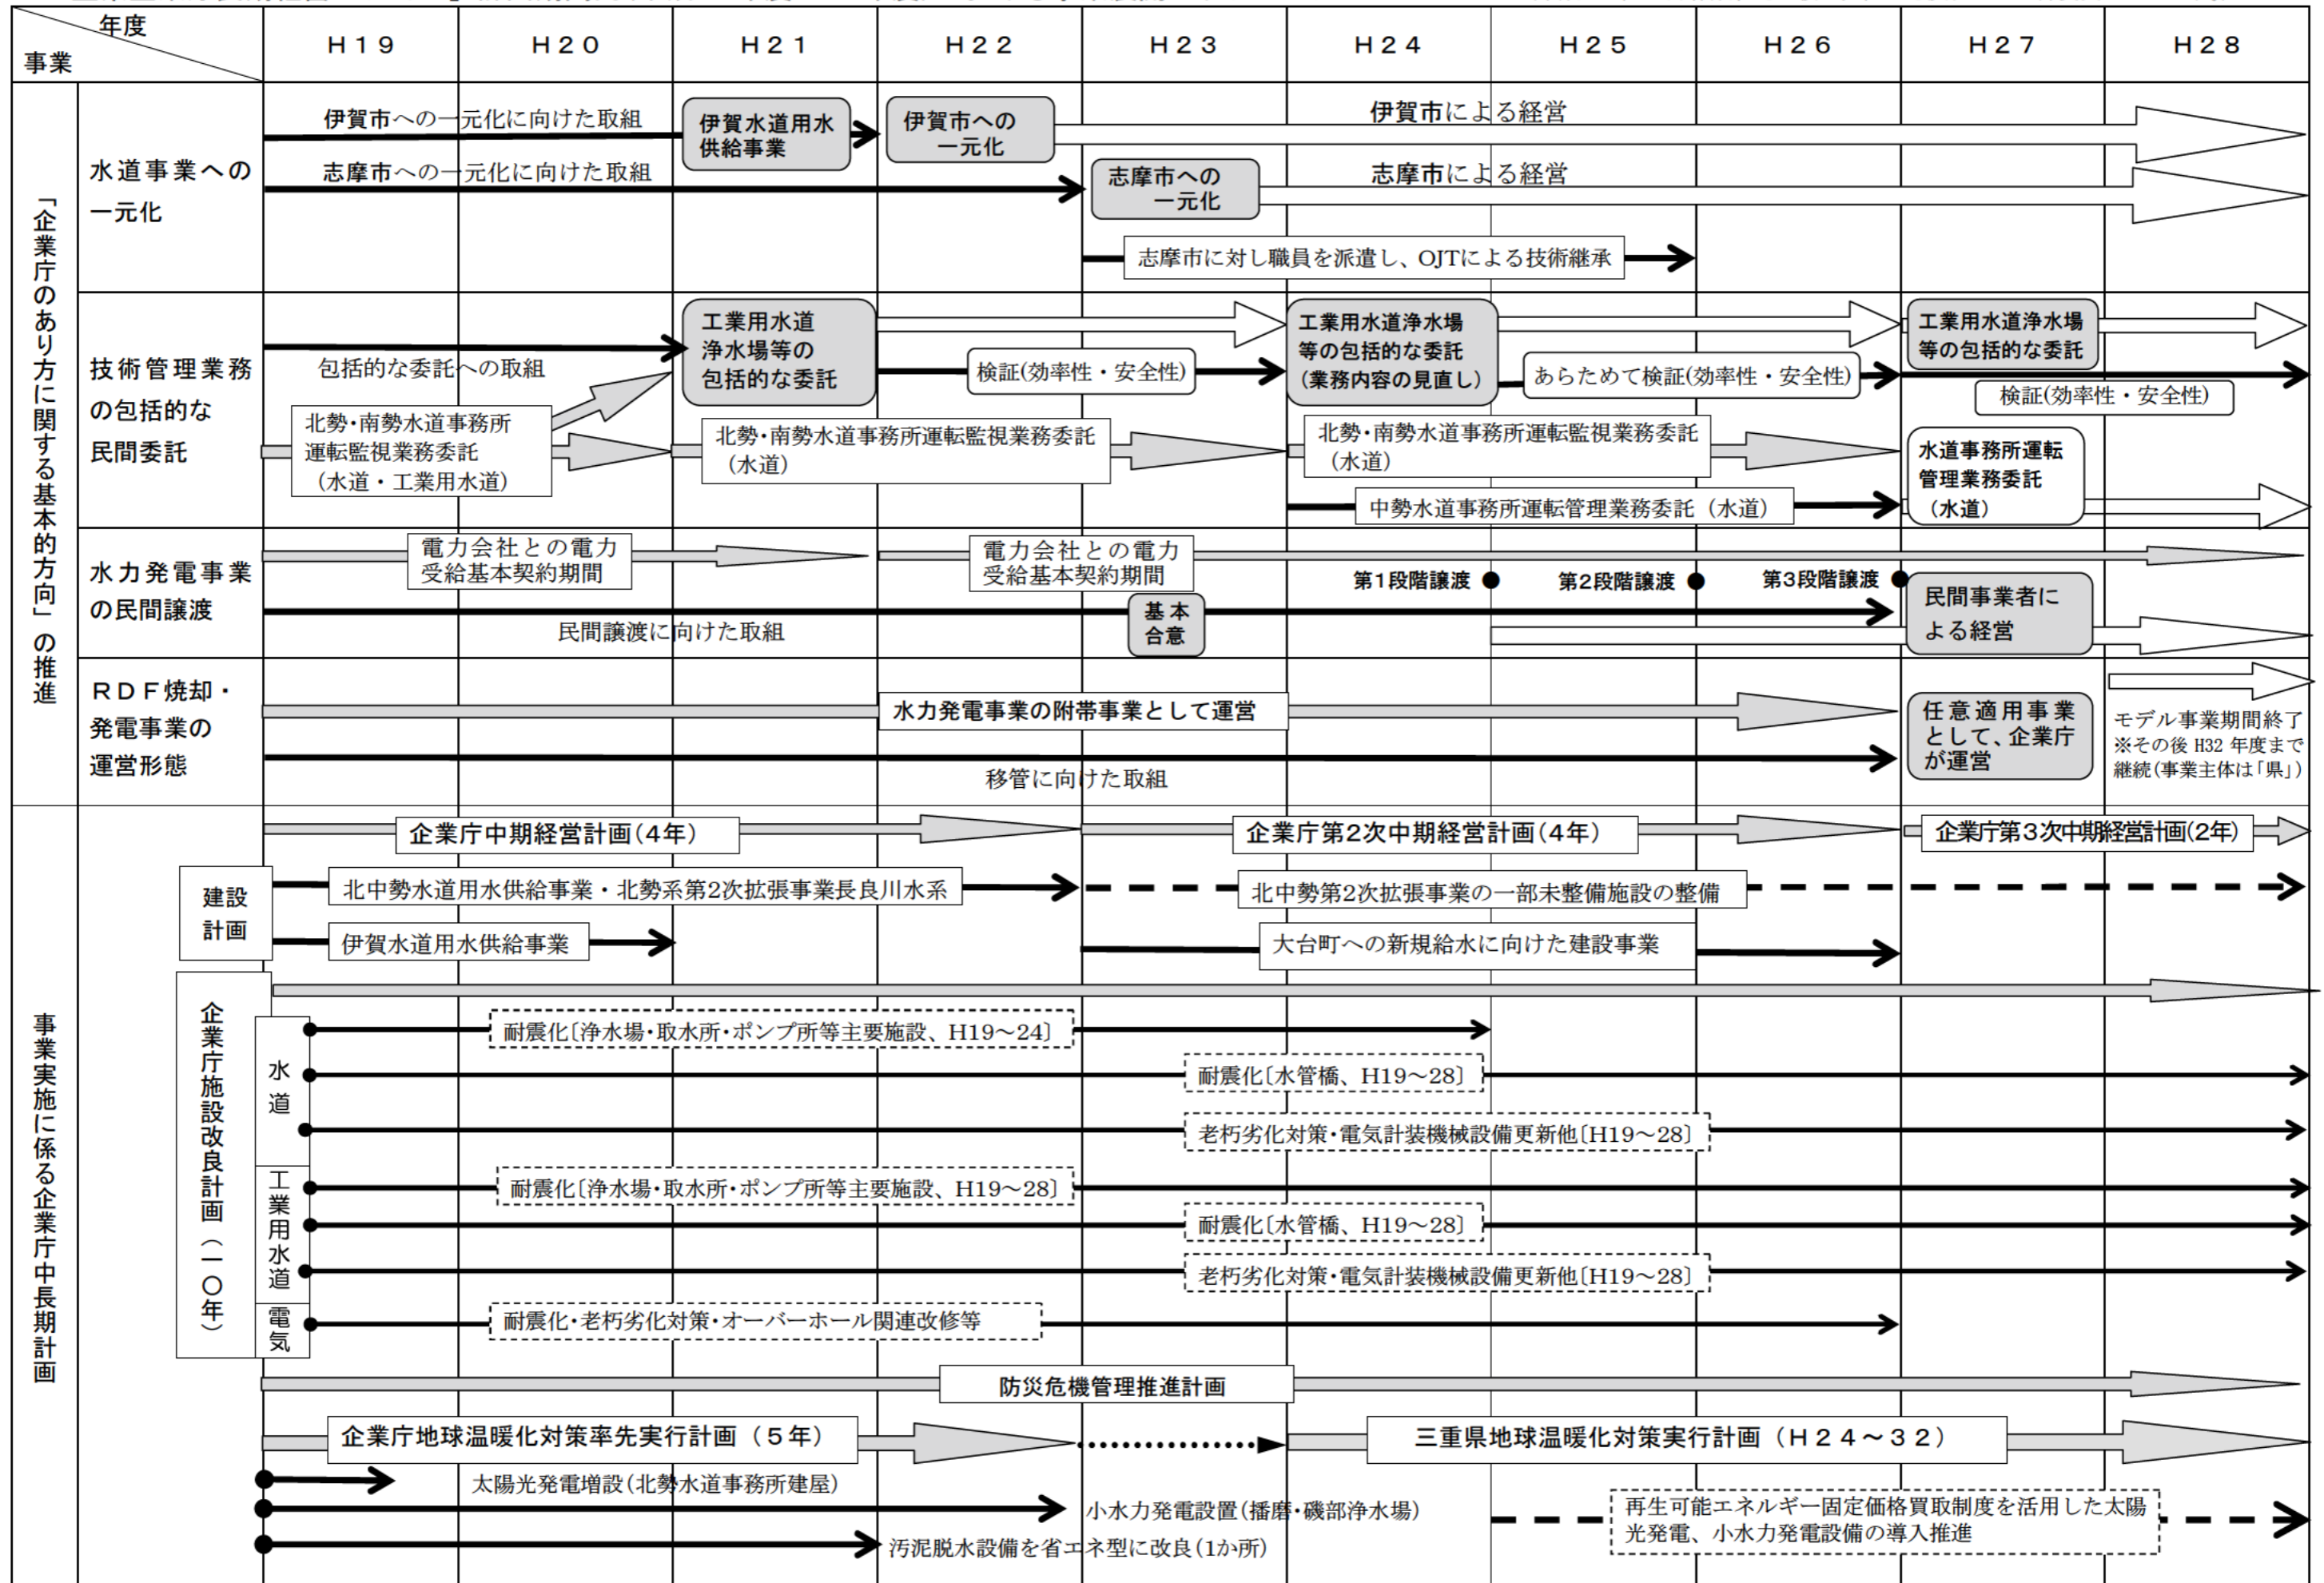 年度
事業
H19
H20
H21
H22
H23
H24
H25
H26
H27
H28
「企業庁のあり方に関する基本的方向」の推進
水道事業への
一元化
伊賀市への一元化に向けた取組
伊賀水道用水
供給事業
伊賀市への
一元化
伊賀市による経営
志摩市への一元化に向けた取組
志摩市への
一元化
志摩市による経営
志摩市に対し職員を派遣し、OJTによる技術継承
技術管理業務
の包括的な
民間委託
包括的な委託への取組
工業用水道
浄水場等の
包括的な委託
検証(効率性・安全性)
工業用水道浄水場
等の包括的な委託
(業務内容の見直し)
あらためて検証(効率性・安全性)
工業用水道浄水場
等の包括的な委託
検証(効率性・安全性)
北勢・南勢水道事務所
運転監視業務委託
(水道・工業用水道)
北勢・南勢水道事務所運転監視業務委託
(水道)
北勢・南勢水道事務所運転監視業務委託
(水道)
水道事務所運転
管理業務委託
(水道)
中勢水道事務所運転管理業務委託(水道)
水力発電事業
の民間譲渡
電力会社との電力
受給基本契約期間
電力会社との電力
受給基本契約期間
第1段階譲渡
第2段階譲渡
第3段階譲渡
民間譲渡に向けた取組
基本
合意
民間事業者に
よる経営
RDF焼却・
発電事業の
運営形態
水力発電事業の附帯事業として運営
移管に向けた取組
任意適用事業
として、企業庁
が運営
モデル事業期間終了
※その後 H32 年度まで
継続(事業主体は「県」)
事業実施に係る企業庁中長期計画
企業庁中期経営計画(4年)
企業庁第2次中期経営計画(4年)
企業庁第3次中期経営計画(2年)
建設
計画
北中勢水道用水供給事業・北勢系第2次拡張事業長良川水系
北中勢第2次拡張事業の一部未整備施設の整備
伊賀水道用水供給事業
大台町への新規給水に向けた建設事業
企業庁施設改良計画(一〇年)
水道
耐震化〔浄水場・取水所・ポンプ所等主要施設、H19～24〕
耐震化〔水管橋、H19～28〕
老朽劣化対策・電気計装機械設備更新他〔H19～28〕
工業用水道
耐震化〔浄水場・取水所・ポンプ所等主要施設、H19～28〕
耐震化〔水管橋、H19～28〕
老朽劣化対策・電気計装機械設備更新他〔H19～28〕
電気
耐震化・老朽劣化対策・オーバーホール関連改修等
防災危機管理推進計画
企業庁地球温暖化対策率先実行計画(5年)
三重県地球温暖化対策実行計画(H24～32)
太陽光発電増設(北勢水道事務所建屋)
小水力発電設置(播磨・磯部浄水場)
再生可能エネルギー固定価格買取制度を活用した太陽
光発電、小水力発電設備の導入推進
汚泥脱水設備を省エネ型に改良(1か所)